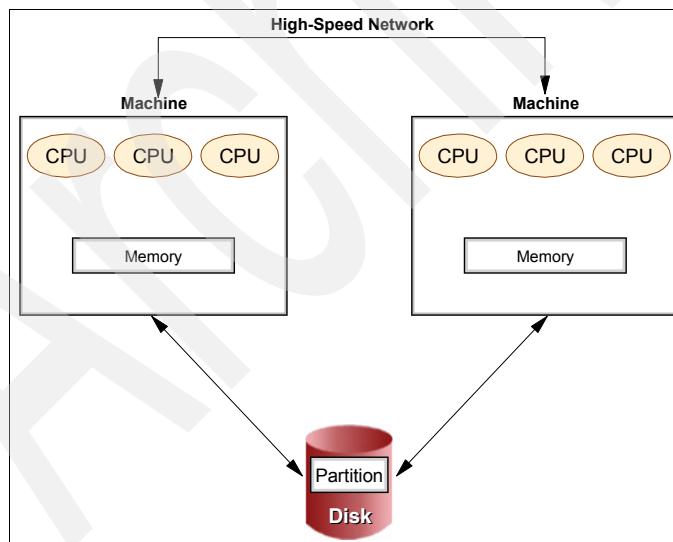 High-Speed Network
Machine Machine
CPU CPU CPU CPU CPU CPU
Memory Memory
Partition
Disk